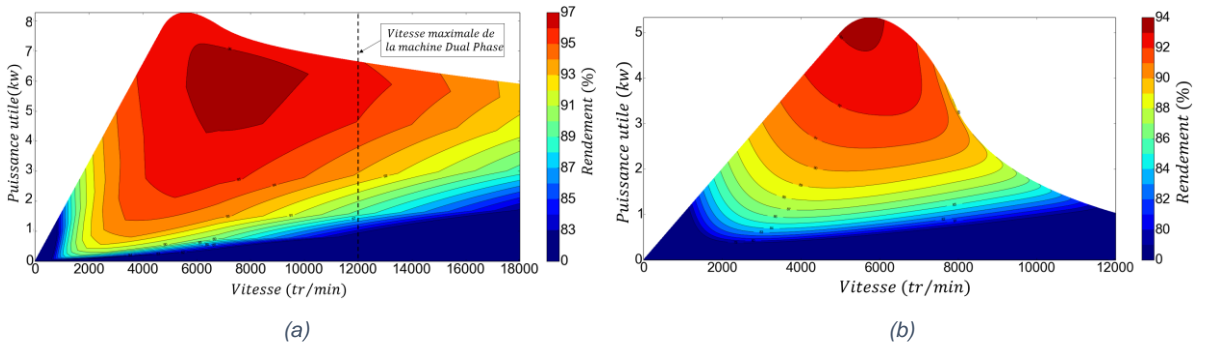 8
7
6
5
4
3
2
1
0
Puissance utile(kw)
0 2000 4000 6000 8000 10000 12000 14000 16000 18000
Vitesse (tr/min)
Vitesse maximale de
la machine Dual Phase
97
95
93
91
89
87
85
83
0
Rendement (%)
(a)
5
4
3
2
1
0
Puissance utile (kw)
0 2000 4000 6000 8000 10000 12000
Vitesse (tr/min)
94
92
90
88
86
84
82
80
0
Rendement (%)
(b)